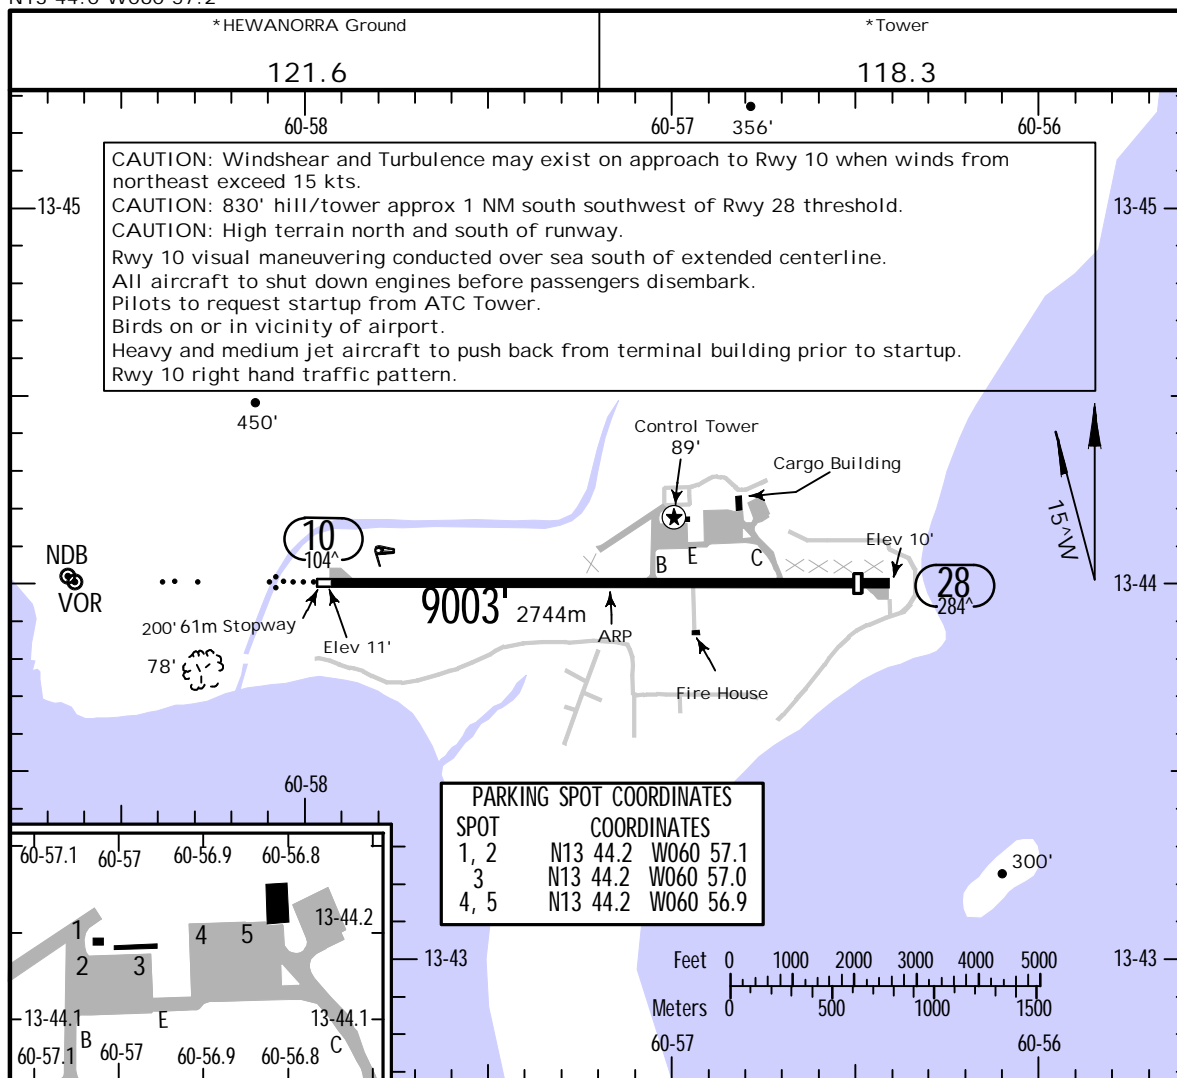 *HEWANORRA Ground
*Tower
121.6
118.3
60-58
60-57
356'
60-56
CAUTION: Windshear and Turbulence may exist on approach to Rwy 10 when winds from
northeast exceed 15 kts.
CAUTION: 830' hill/tower approx 1 NM south southwest of Rwy 28 threshold.
CAUTION: High terrain north and south of runway.
Rwy 10 visual maneuvering conducted over sea south of extended centerline.
All aircraft to shut down engines before passengers disembark.
Pilots to request startup from ATC Tower.
Birds on or in vicinity of airport.
Heavy and medium jet aircraft to push back from terminal building prior to startup.
Rwy 10 right hand traffic pattern.
13-45
13-45
450'
Control Tower
89'
Cargo Building
15^W
10
104^
Elev 10'
NDB
VOR
B
E
C
28
284^
13-44
9003'
2744m
200' 61m Stopway
Elev 11'
ARP
78'
Fire House
60-58
PARKING SPOT COORDINATES
SPOT COORDINATES
1, 2 N13 44.2 W060 57.1
3 N13 44.2 W060 57.0
4, 5 N13 44.2 W060 56.9
300'
60-57.1
60-57
60-56.9
60-56.8
13-44.2
1
2
3
4
5
13-44.1
13-44.1
B
E
C
60-57.1
60-57
60-56.9
60-56.8
13-43
13-43
Feet 0 1000 2000 3000 4000 5000
Meters 0 500 1000 1500
60-57
60-56